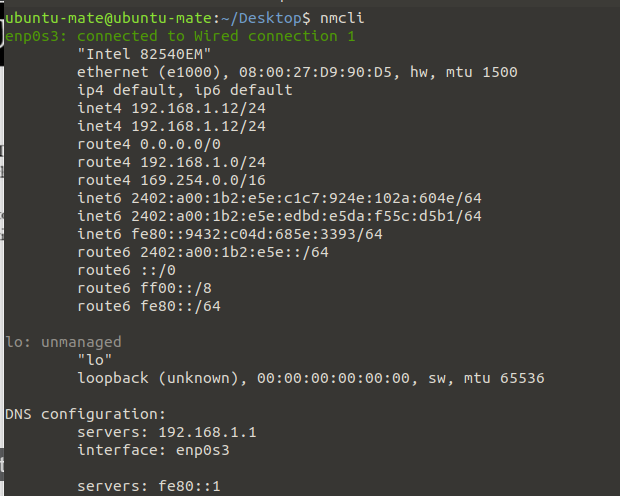 ubuntu-mate@ubuntu-mate:~/Desktop$ nmcli
enp0s3: connected to Wired connection 1
"Intel 82540EM"
ethernet (e1000), 08:00:27:D9:90:D5, hw, mtu 1500
ip4 default, ip6 default
inet4 192.168.1.12/24
inet4 192.168.1.12/24
route4 0.0.0.0/0
route4 192.168.1.0/24
route4 169.254.0.0/16
inet6 2402:a00:1b2:e5e:c1c7:924e:102a:604e/64
inet6 2402:a00:1b2:e5e:edbd:e5da:f55c:d5b1/64
inet6 fe80::9432:c04d:685e:3393/64
route6 2402:a00:1b2:e5e::/64
route6 ::/0
route6 ff00::/8
route6 fe80::/64
lo: unmanaged
"lo"
loopback (unknown), 00:00:00:00:00:00, sw, mtu 65536
DNS configuration:
servers: 192.168.1.1
interface: enp0s3
servers: fe80::1